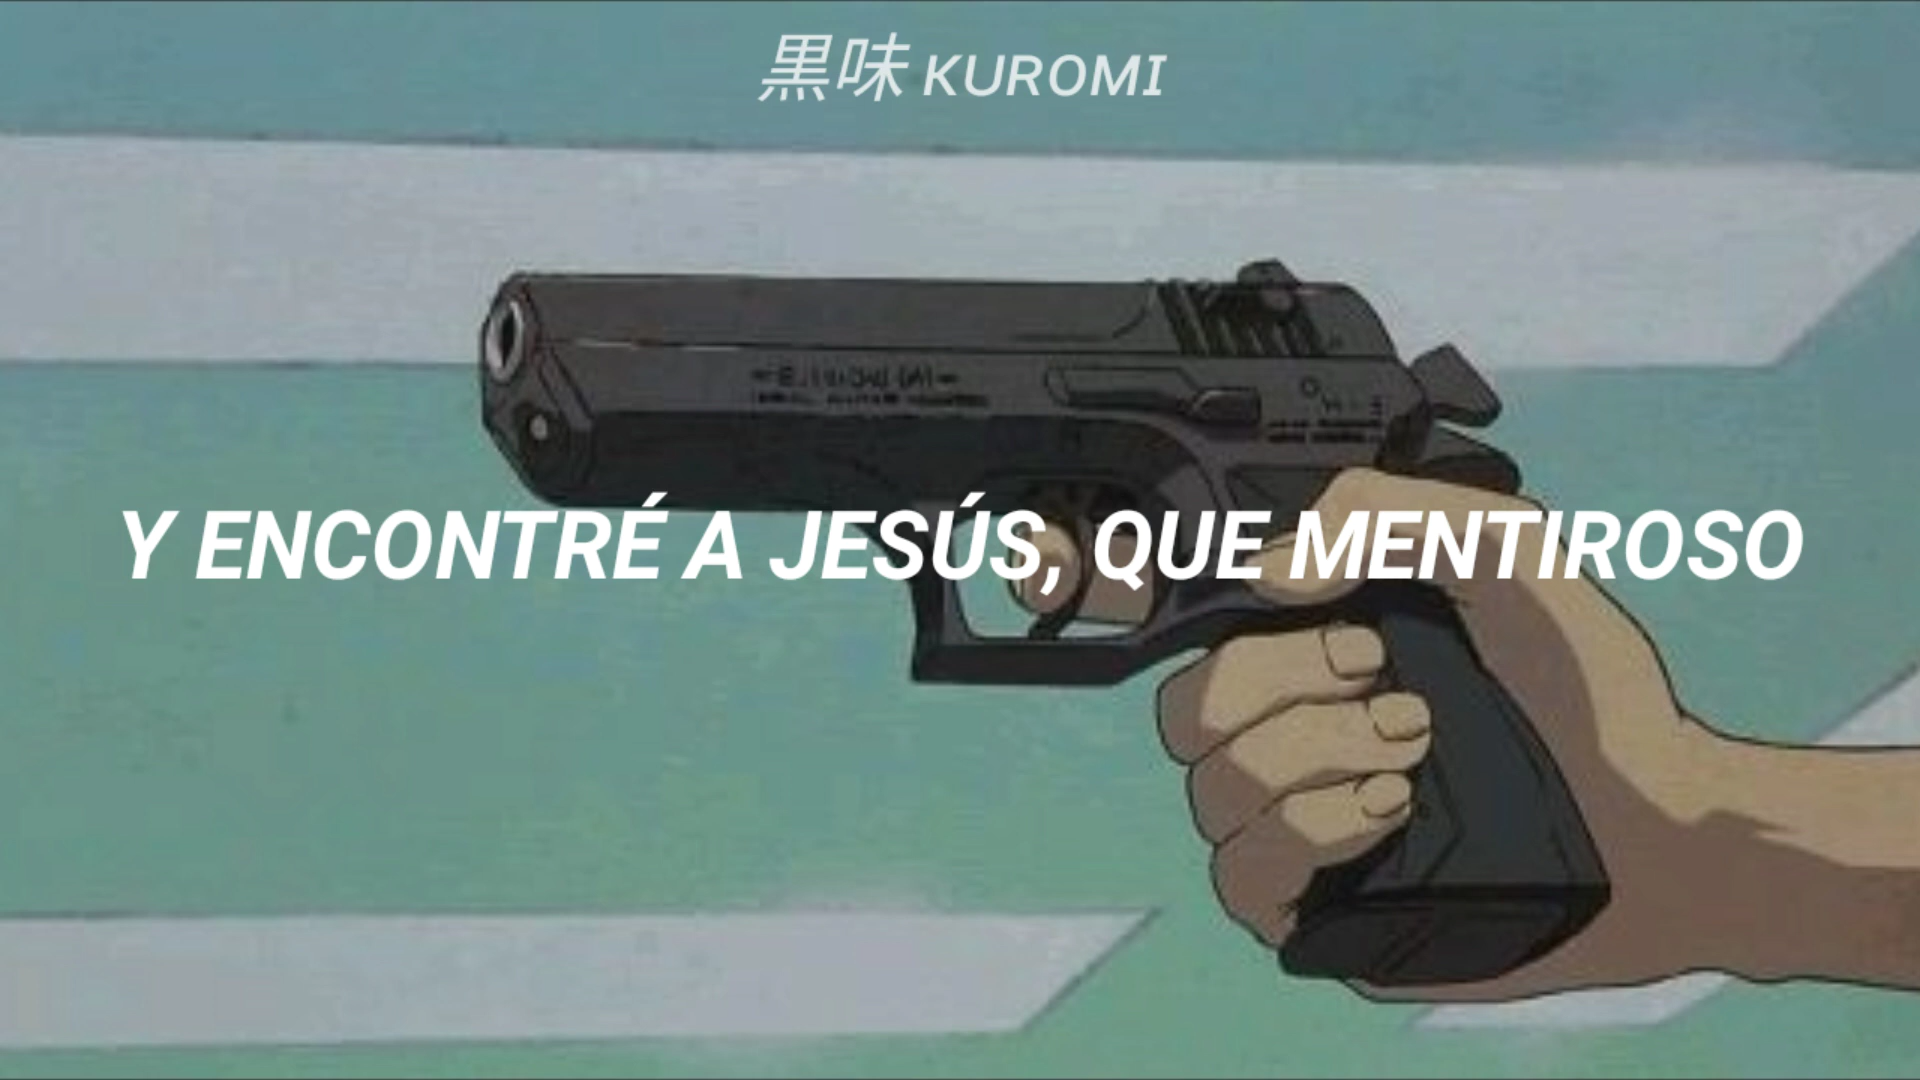 黒味 KUROMI
Y ENCONTRÉ A JESÚS, QUE MENTIROSO